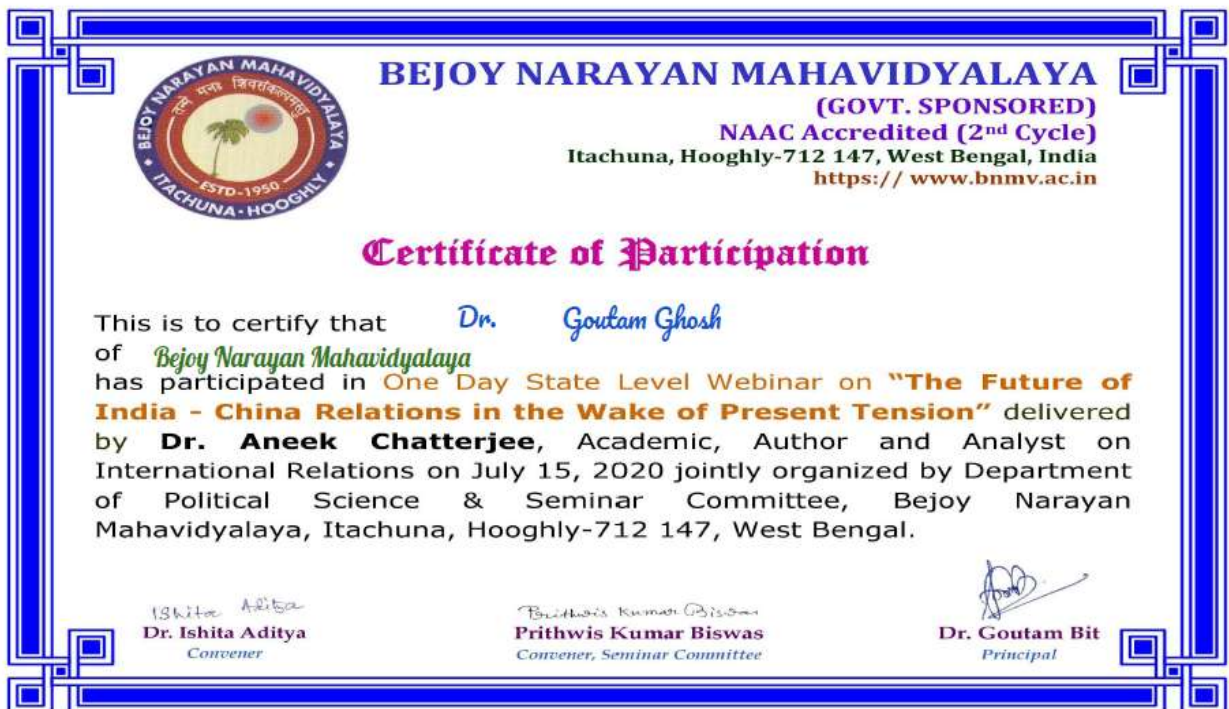 BEJOY NARAYAN MAHAVIDYALAYA
ITACHUNA-HOOGHLY
तन्मे मनः शिवसंकल्पमस्तु
ESTD-1950
BEJOY NARAYAN MAHAVIDYALAYA
(GOVT. SPONSORED)
NAAC Accredited (2nd Cycle)
Itachuna, Hooghly-712 147, West Bengal, India
https:// www.bnmv.ac.in
Certificate of Participation
This is to certify that Dr. Goutam Ghosh
of Bejoy Narayan Mahavidyalaya
has participated in One Day State Level Webinar on “The Future of
India - China Relations in the Wake of Present Tension” delivered
by Dr. Aneek Chatterjee, Academic, Author and Analyst on
International Relations on July 15, 2020 jointly organized by Department
of Political Science & Seminar Committee, Bejoy Narayan
Mahavidyalaya, Itachuna, Hooghly-712 147, West Bengal.
Ishita Aditya
Prithwis Kumar Biswas
Dr. Ishita Aditya
Convener
Prithwis Kumar Biswas
Convener, Seminar Committee
Dr. Goutam Bit
Principal